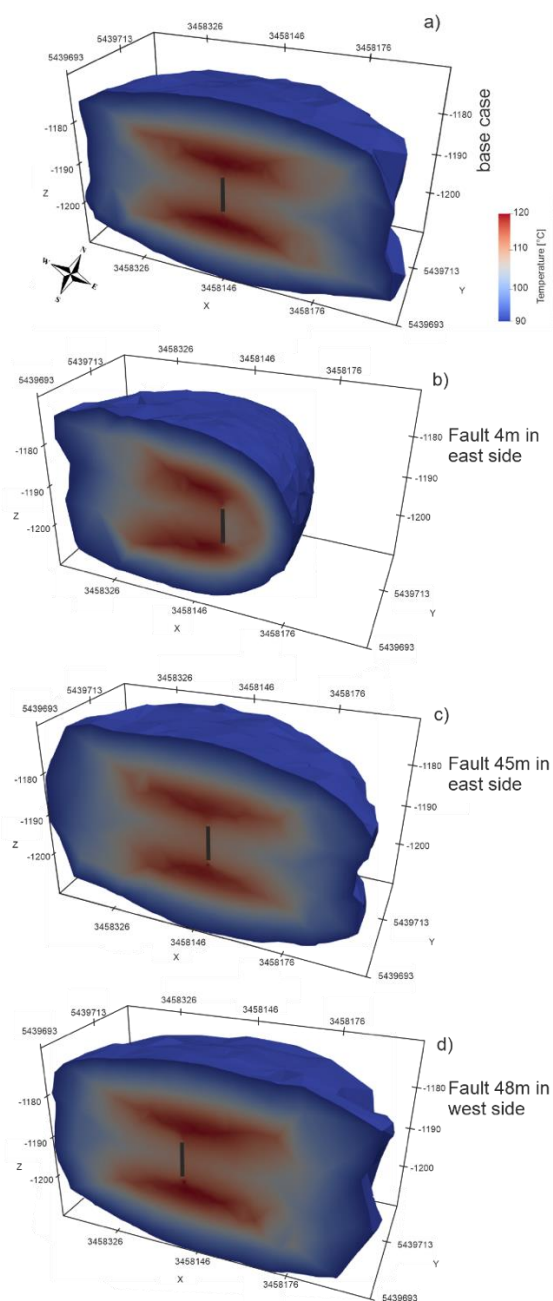 a)
3458326
3458146
3458176
5439713
5439693
-1180
-1190
-1200
Z
-1180
-1190
-1200
base case
120
110
100
90
Temperature [°C]
N
W
E
S
3458326
3458146
3458176
X
5439713
Y
5439693
b)
3458326
3458146
3458176
5439713
5439693
-1180
-1190
-1200
Z
-1180
-1190
-1200
Fault 4m in
east side
3458326
3458146
3458176
X
5439713
Y
5439693
c)
3458326
3458146
3458176
5439713
5439693
-1180
-1190
-1200
Z
-1180
-1190
-1200
Fault 45m in
east side
3458326
3458146
3458176
X
5439713
Y
5439693
d)
3458326
3458146
3458176
5439713
5439693
-1180
-1190
-1200
Z
-1180
-1190
-1200
Fault 48m in
west side
3458326
3458146
3458176
X
5439713
Y
5439693